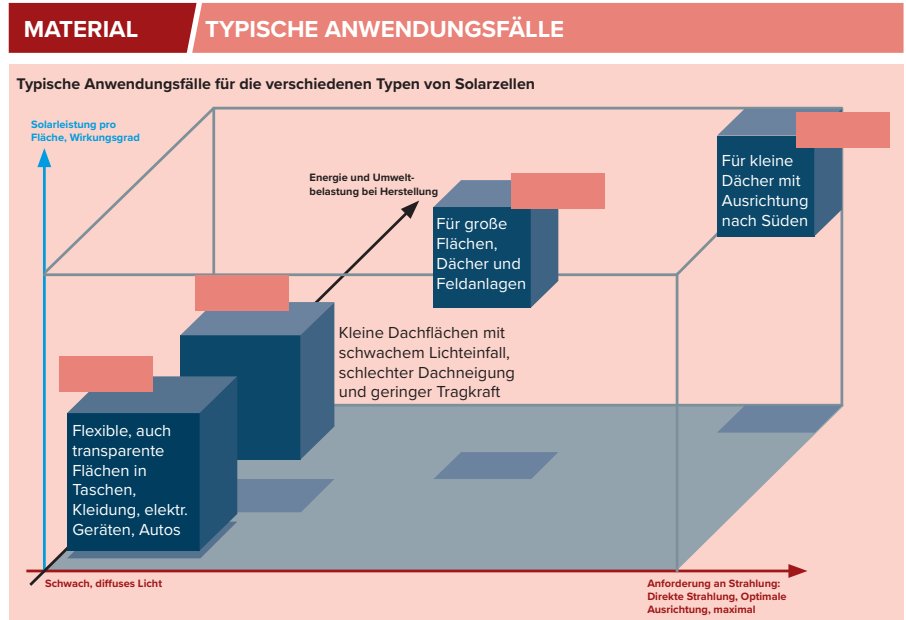 MATERIAL
TYPISCHE ANWENDUNGSFÄLLE
Typische Anwendungsfälle für die verschiedenen Typen von Solarzellen
Solarleistung pro
Fläche, Wirkungsgrad
Energie und Umwelt-
belastung bei Herstellung
Für kleine
Dächer mit
Ausrichtung
nach Süden
Für große
Flächen,
Dächer und
Feldanlagen
Kleine Dachflächen mit
schwachem Lichteinfall,
schlechter Dachneigung
und geringer Tragkraft
Flexible, auch
transparente
Flächen in
Taschen,
Kleidung, elektr.
Geräten, Autos
Schwach, diffuses Licht
Anforderung an Strahlung:
Direkte Strahlung, Optimale
Ausrichtung, maximal